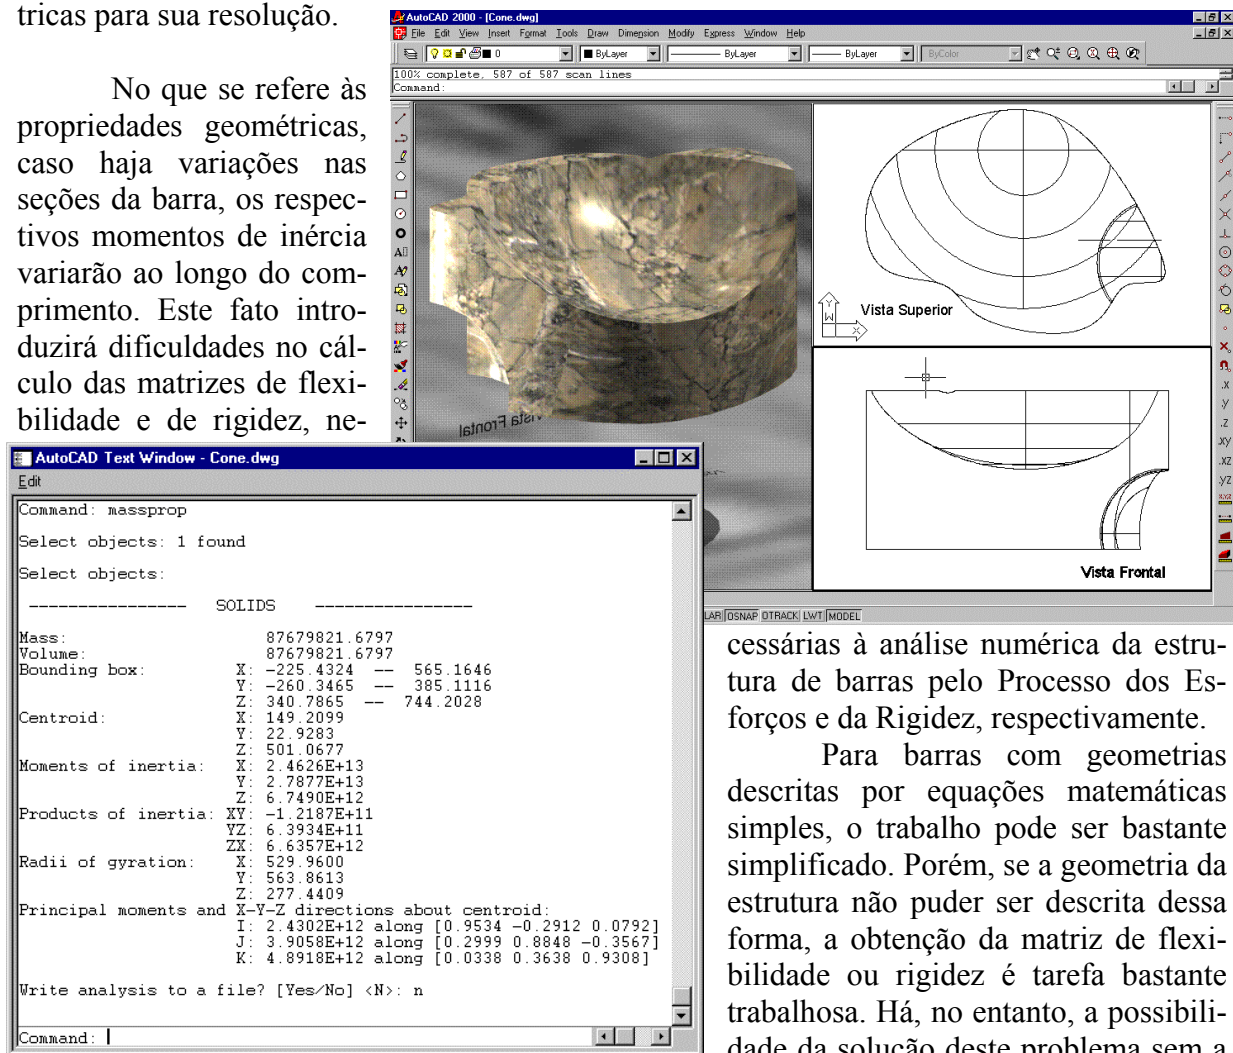 tricas para sua resolução.
No que se refere às
propriedades geométricas,
caso haja variações nas
seções da barra, os respec-
tivos momentos de inércia
variarão ao longo do com-
primento. Este fato intro-
duzirá dificuldades no cál-
culo das matrizes de flexi-
bilidade e de rigidez, ne-
AutoCAD 2000 - [Cone.dwg]
File Edit View Insert Format Tools Draw Dimension Modify Express Window Help
0 ByLayer ByLayer ByLayer ByColor
100% complete, 587 of 587 scan lines
Command:
Vista Superior
Y
W
X
Vista Frontal
Vista Frontal
.X
.Y
.Z
.XY
.XZ
.YZ
LAR OSNAP OTRACK LWT MODEL
AutoCAD Text Window - Cone.dwg
Edit
Command: massprop
Select objects: 1 found
Select objects:
---------------- SOLIDS ----------------
Mass: 87679821.6797
Volume: 87679821.6797
Bounding box: X: -225.4324 -- 565.1646
Y: -260.3465 -- 385.1116
Z: 340.7865 -- 744.2028
Centroid: X: 149.2099
Y: 22.9283
Z: 501.0677
Moments of inertia: X: 2.4626E+13
Y: 2.7877E+13
Z: 6.7490E+12
Products of inertia: XY: -1.2187E+11
YZ: 6.3934E+11
ZX: 6.6357E+12
Radii of gyration: X: 529.9600
Y: 563.8613
Z: 277.4409
Principal moments and X-Y-Z directions about centroid:
I: 2.4302E+12 along [0.9534 -0.2912 0.0792]
J: 3.9058E+12 along [0.2999 0.8848 -0.3567]
K: 4.8918E+12 along [0.0338 0.3638 0.9308]
Write analysis to a file? [Yes/No] <N>: n
Command:
cessárias à análise numérica da estru-
tura de barras pelo Processo dos Es-
forços e da Rigidez, respectivamente.
Para barras com geometrias
descritas por equações matemáticas
simples, o trabalho pode ser bastante
simplificado. Porém, se a geometria da
estrutura não puder ser descrita dessa
forma, a obtenção da matriz de flexi-
bilidade ou rigidez é tarefa bastante
trabalhosa. Há, no entanto, a possibili-
dade da solução deste problema sem a